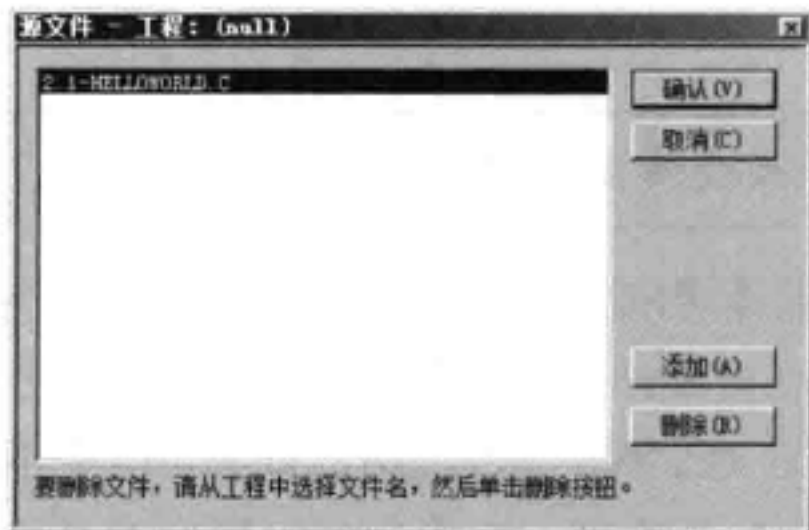 源文件 - 工程: (null)
2_1-HELLOWORLD.C
确认(V)
取消(C)
添加(A)
删除(R)
要删除文件，请从工程中选择文件名，然后单击删除按钮。